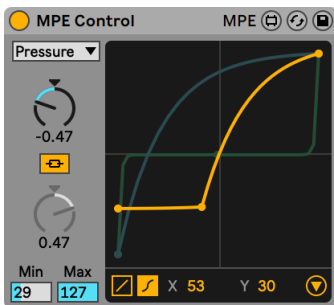 MPE Control MPE
Pressure
-0.47
0.47
Min Max
29 127
X 53 Y 30